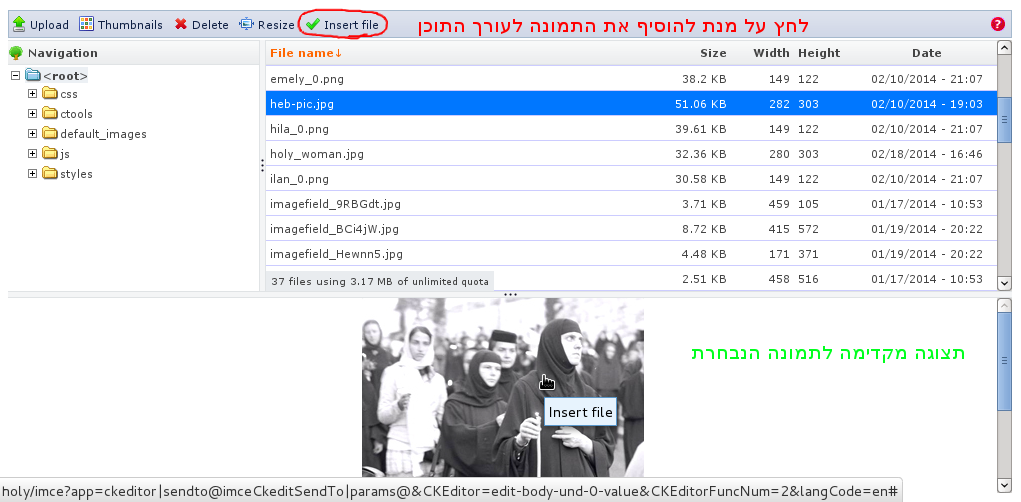 Upload Thumbnails Delete Resize Insert file לחץ על מנת להוסיף את התמונה לעורך התוכן ?
Navigation File name↓ Size Width Height Date
<root>
css
ctools
default_images
js
styles
emely_0.png 38.2 KB 149 122 02/10/2014 - 21:07
heb-pic.jpg 51.06 KB 282 303 02/10/2014 - 19:03
hila_0.png 39.61 KB 149 122 02/10/2014 - 21:07
holy_woman.jpg 32.36 KB 280 303 02/18/2014 - 16:46
ilan_0.png 30.58 KB 149 122 02/10/2014 - 21:07
imagefield_9RBGdt.jpg 3.71 KB 459 105 01/17/2014 - 10:53
imagefield_BCi4jW.jpg 8.72 KB 415 572 01/19/2014 - 20:22
imagefield_Hewnn5.jpg 4.48 KB 171 371 01/19/2014 - 20:22
37 files using 3.17 MB of unlimited quota 2.51 KB 458 516 01/17/2014 - 10:53
תצוגה מקדימה לתמונה הנבחרת
Insert file
holy/imce?app=ckeditor|sendto@imceCkeditSendTo|params@&CKEditor=edit-body-und-0-value&CKEditorFuncNum=2&langCode=en#